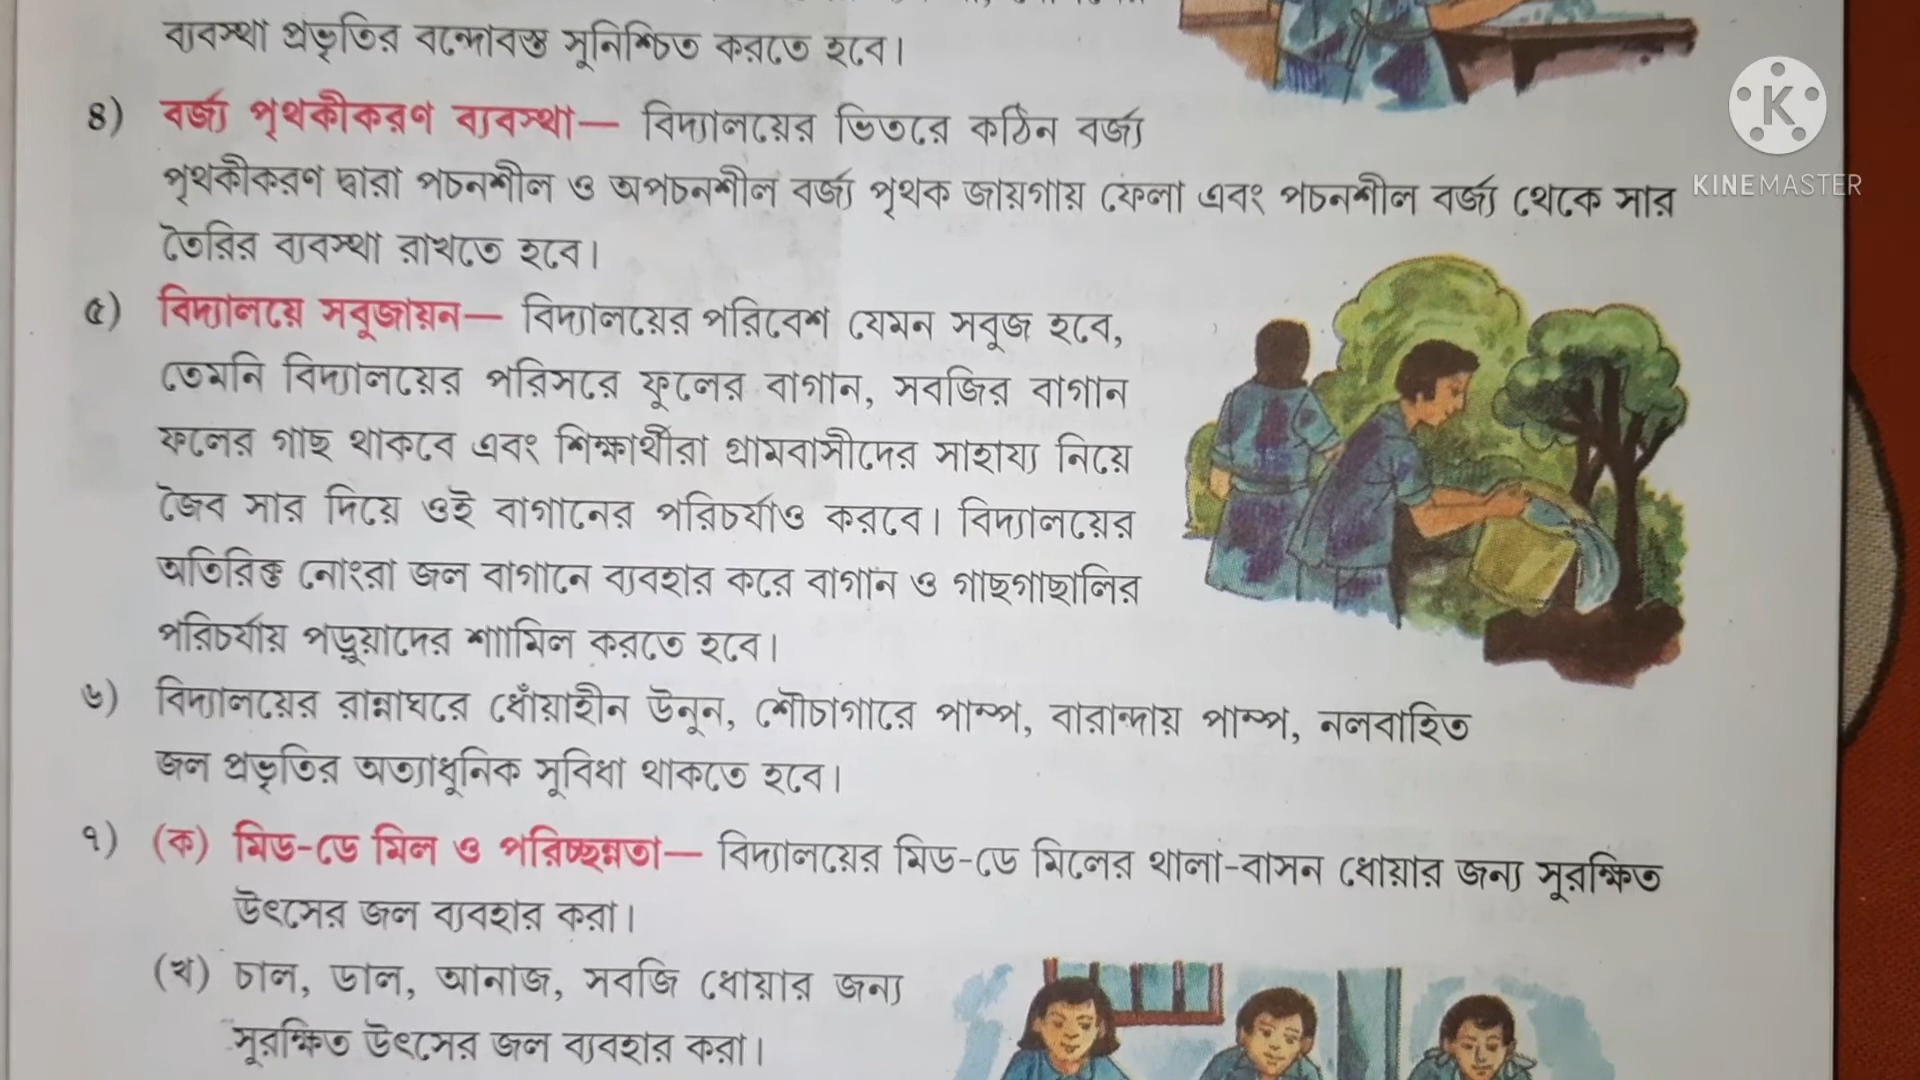 ব্যবস্থা প্রভৃতির বন্দোবস্ত সুনিশ্চিত করতে হবে।
৪) বর্জ্য পৃথকীকরণ ব্যবস্থা— বিদ্যালয়ের ভিতরে কঠিন বর্জ্য
পৃথকীকরণ দ্বারা পচনশীল ও অপচনশীল বর্জ্য পৃথক জায়গায় ফেলা এবং পচনশীল বর্জ্য থেকে সার
তৈরির ব্যবস্থা রাখতে হবে।
৫) বিদ্যালয়ে সবুজায়ন— বিদ্যালয়ের পরিবেশ যেমন সবুজ হবে,
তেমনি বিদ্যালয়ের পরিসরে ফুলের বাগান, সবজির বাগান
ফলের গাছ থাকবে এবং শিক্ষার্থীরা গ্রামবাসীদের সাহায্য নিয়ে
জৈব সার দিয়ে ওই বাগানের পরিচর্যাও করবে। বিদ্যালয়ের
অতিরিক্ত নোংরা জল বাগানে ব্যবহার করে বাগান ও গাছগাছালির
পরিচর্যায় পড়ুয়াদের শামিল করতে হবে।
৬) বিদ্যালয়ের রান্নাঘরে ধোঁয়াহীন উনুন, শৌচাগারে পাম্প, বারান্দায় পাম্প, নলবাহিত
জল প্রভৃতির অত্যাধুনিক সুবিধা থাকতে হবে।
৭) (ক) মিড-ডে মিল ও পরিচ্ছন্নতা— বিদ্যালয়ের মিড-ডে মিলের থালা-বাসন ধোয়ার জন্য সুরক্ষিত
উৎসের জল ব্যবহার করা।
(খ) চাল, ডাল, আনাজ, সবজি ধোয়ার জন্য
সুরক্ষিত উৎসের জল ব্যবহার করা।
K
KINEMASTER